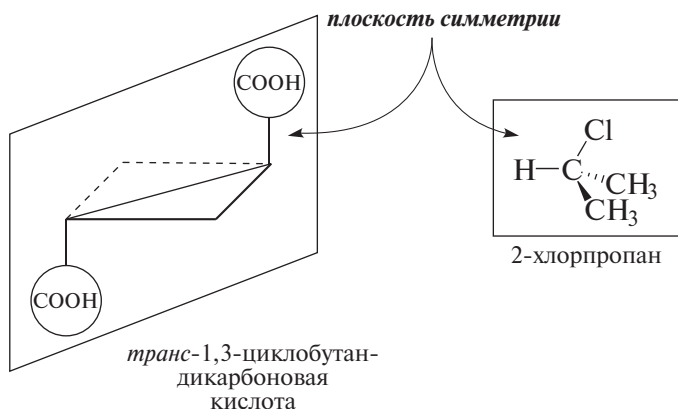 плоскость симметрии
COOH
COOH
Cl
H
C
CH3
CH3
2-хлорпропан
транс-1,3-циклобутан-
дикарбоновая
кислота